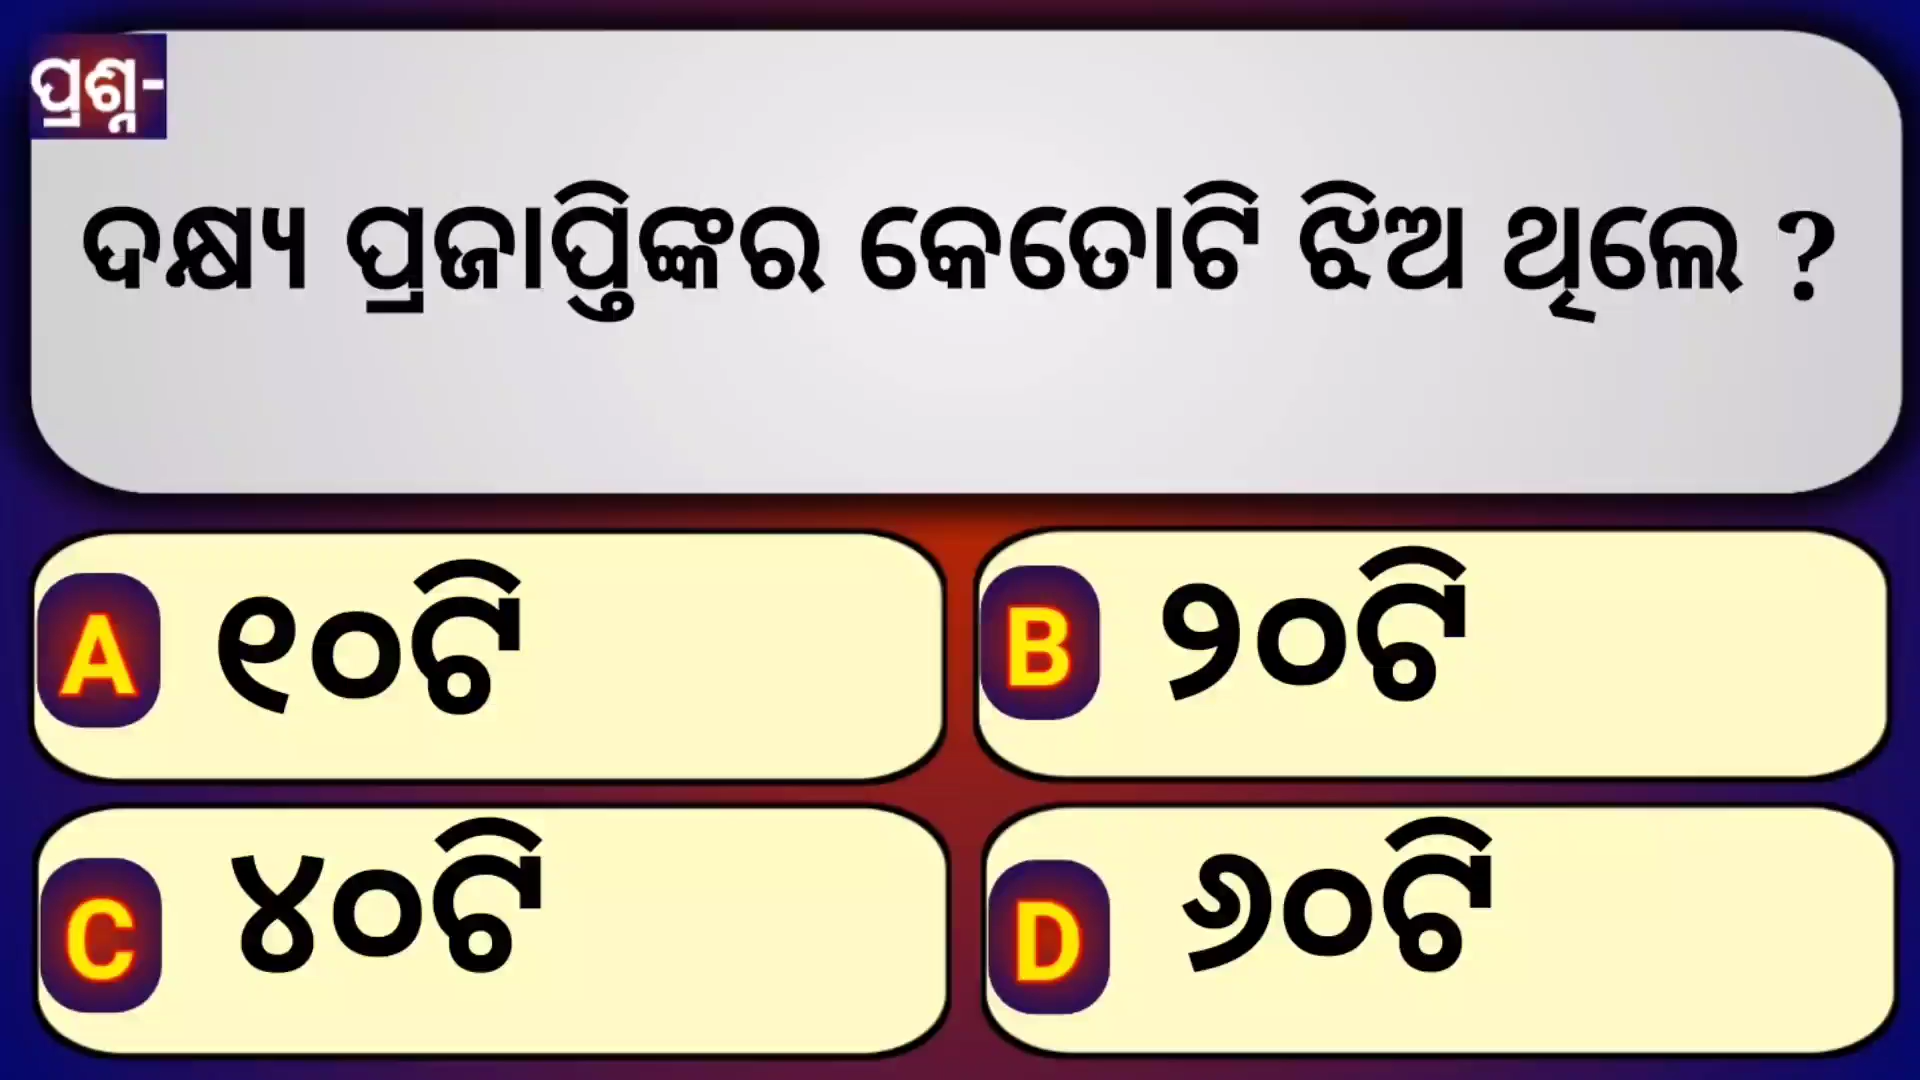 ପ୍ରଶ୍ନ-
ଦକ୍ଷ୍ୟ ପ୍ରଜାପ୍ତିଙ୍କର କେତୋଟି ଝିଅ ଥିଲେ ?
A ୧୦ଟି
B ୨୦ଟି
C ୪୦ଟି
D ୬୦ଟି